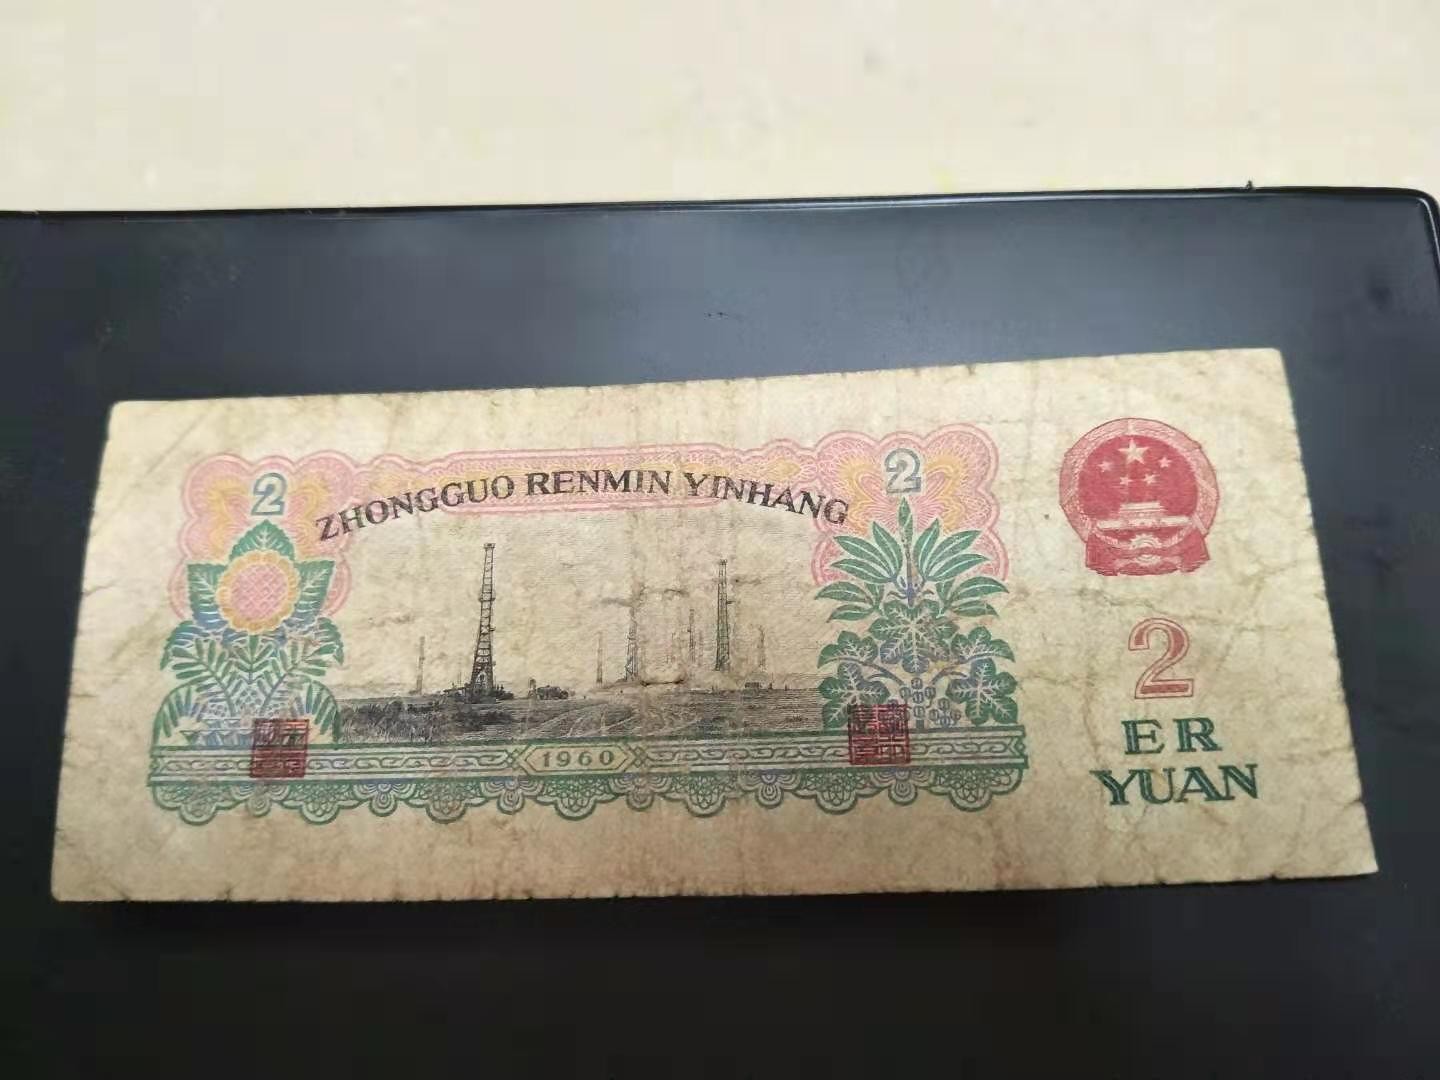 2
2
ZHONGGUO RENMIN YINHANG
2
ER
YUAN
1960